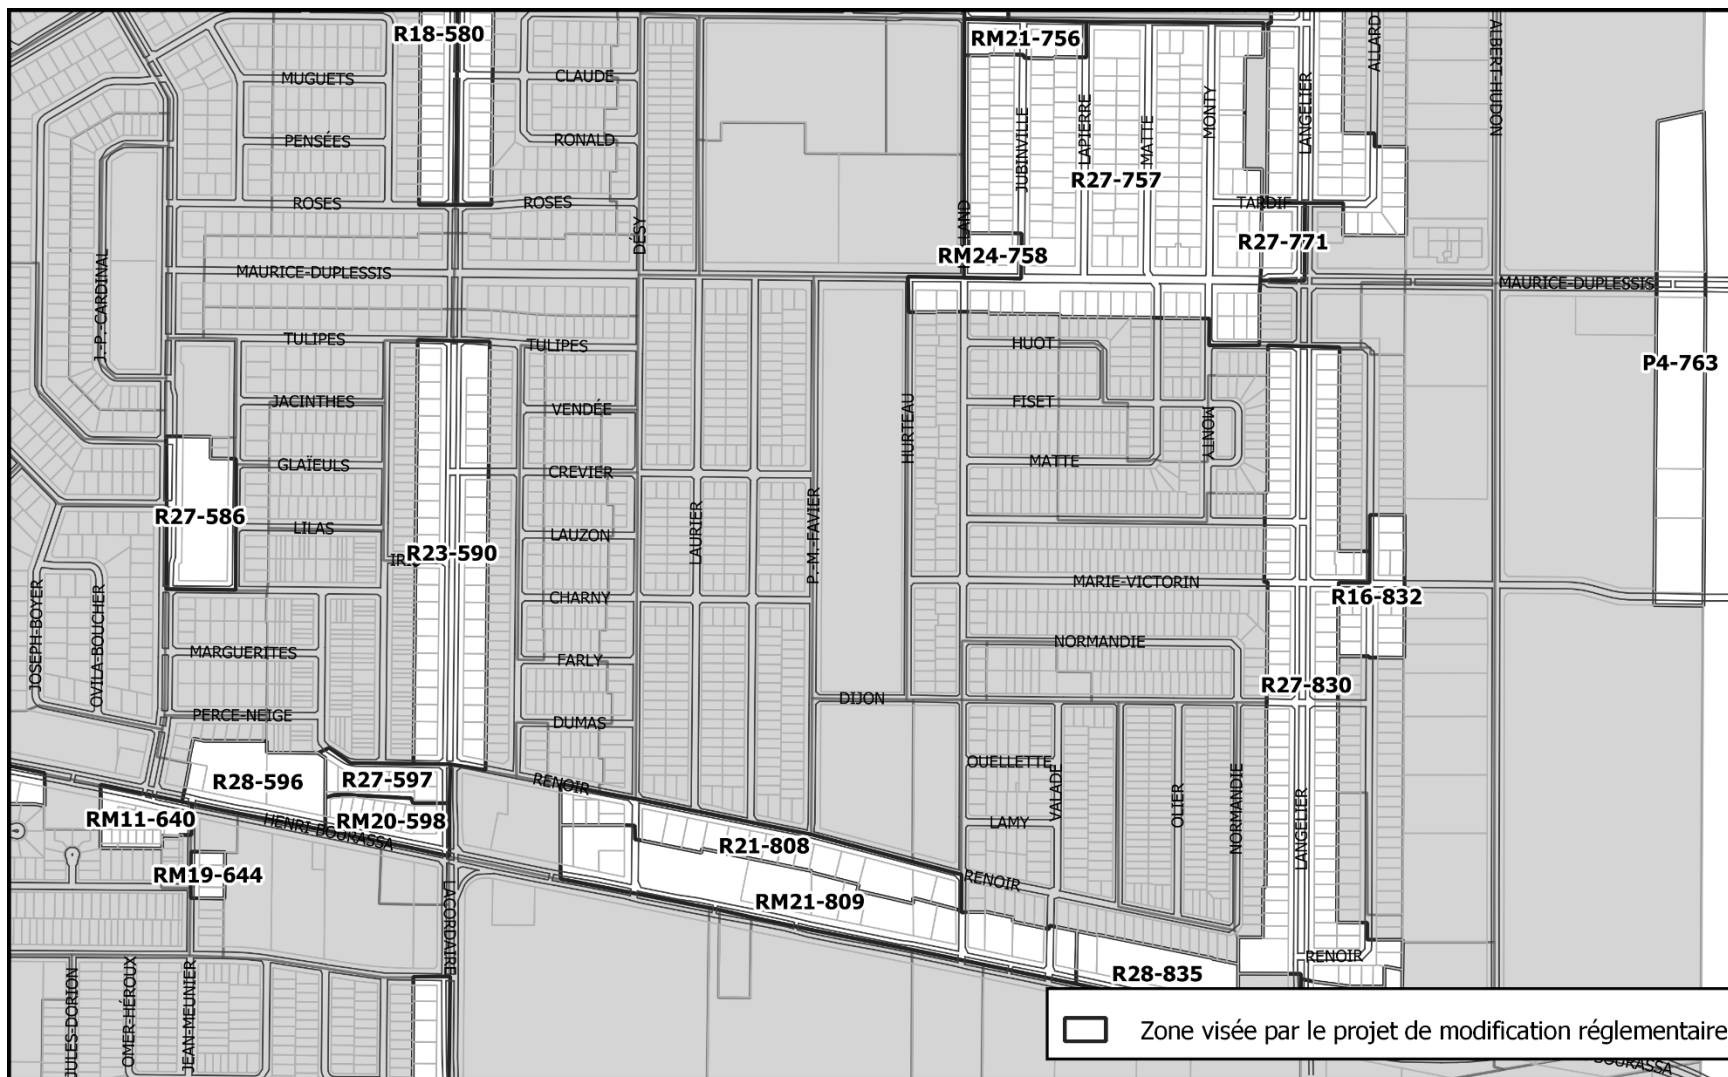 R18-580
RM21-756
MUGUETS
CLAUDE
ALLARD
ALBERT-HUDON
PENSÉES
RONALD
JUBINVILLE
LAPIERRE
MATTE
MONTY
LANGELIER
R27-757
ROSES
ROSES
DÉSY
TARDIF
RM24-758
R27-771
MAURICE-DUPLESSIS
MAURICE-DUPLESSIS
J.-P.-CARDINAL
TULIPES
TULIPES
HUOT
P4-763
JACINTHES
VENDÉE
HURTEAU
FISET
MONTY
GLAÏEULS
CREVIER
MATTE
R27-586
LILAS
R23-590
LAUZON
LAURIER
P.-M.-FAVIER
CHARNY
MARIE-VICTORIN
R16-832
JOSEPH-BOYER
OVILA-BOUCHER
MARGUERITES
FARLY
NORMANDIE
R27-830
PERCE-NEIGE
DUMAS
DIJON
R28-596
R27-597
RENOIR
OUELLETTE
VALADE
OLIER
NORMANDIE
LANGELIER
RM11-640
HENRI-BOURASSA
RM20-598
LAMY
R21-808
RM19-644
RENOIR
RM21-809
LACORDAIRE
RENOIR
R28-835
JULES-DORION
OMER-HÉROUX
JEAN-MEUNIER
Zone visée par le projet de modification réglementaire
BOURASSA